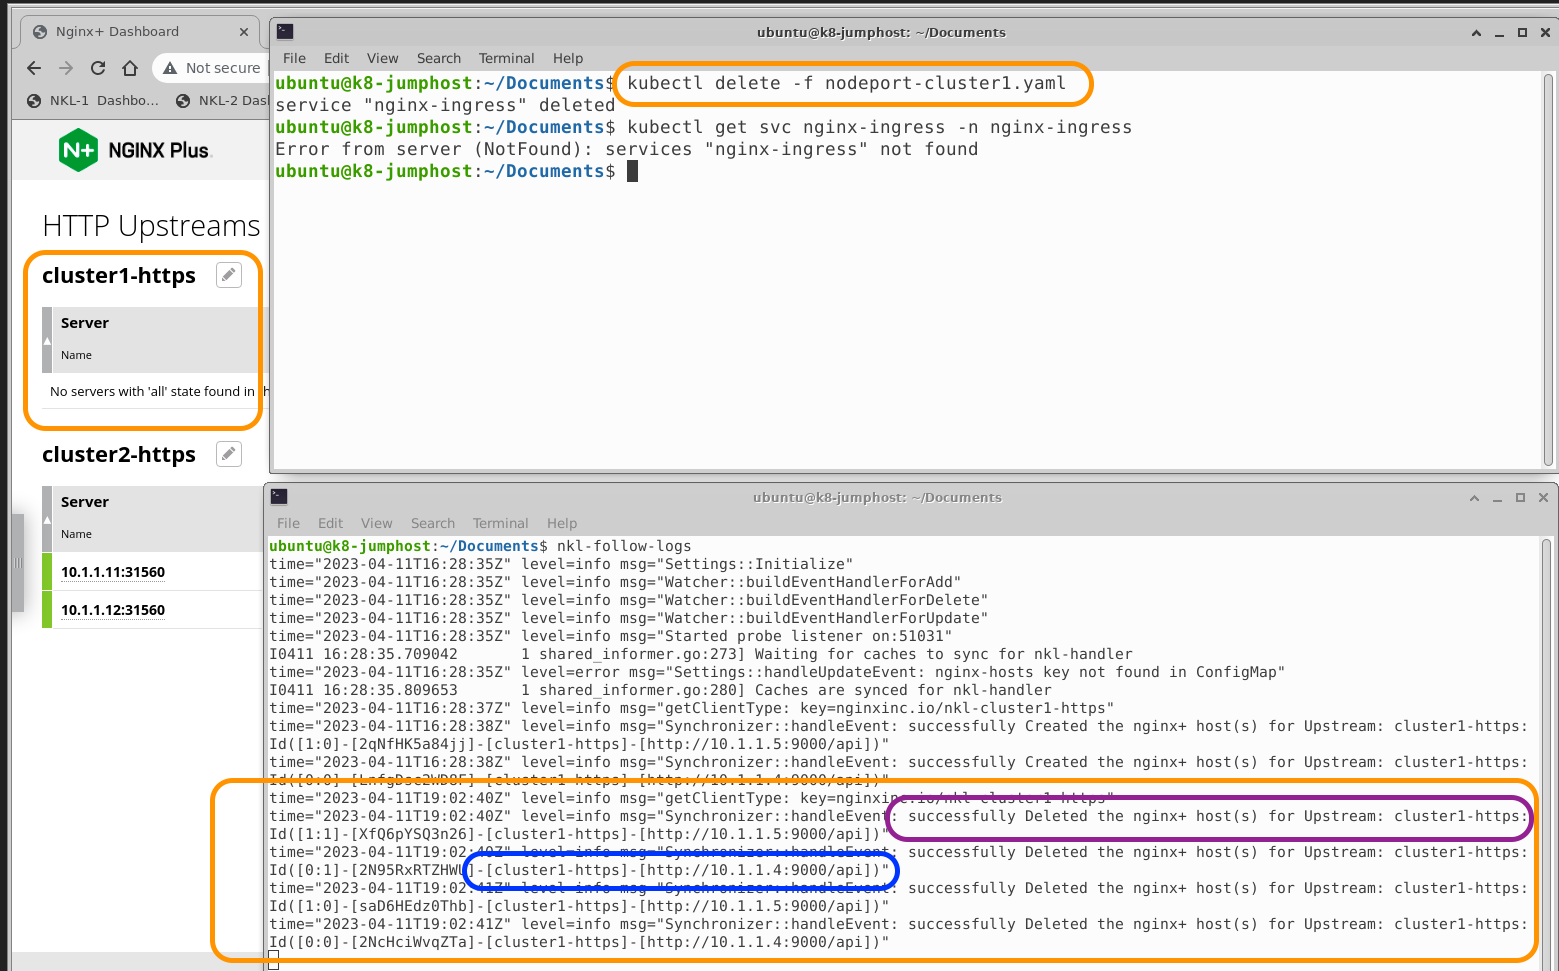 Nginx+ Dashboard
Not secure
NKL-1 Dashbo...
NKL-2 Das
N+ NGINX Plus.
HTTP Upstreams
cluster1-https
Server
Name
No servers with 'all' state found in
cluster2-https
Server
Name
10.1.1.11:31560
10.1.1.12:31560
ubuntu@k8-jumphost: ~/Documents
File Edit View Search Terminal Help
ubuntu@k8-jumphost:~/Documents$ kubectl delete -f nodeport-cluster1.yaml
service "nginx-ingress" deleted
ubuntu@k8-jumphost:~/Documents$ kubectl get svc nginx-ingress -n nginx-ingress
Error from server (NotFound): services "nginx-ingress" not found
ubuntu@k8-jumphost:~/Documents$
ubuntu@k8-jumphost: ~/Documents
File Edit View Search Terminal Help
ubuntu@k8-jumphost:~/Documents$ nkl-follow-logs
time="2023-04-11T16:28:35Z" level=info msg="Settings::Initialize"
time="2023-04-11T16:28:35Z" level=info msg="Watcher::buildEventHandlerForAdd"
time="2023-04-11T16:28:35Z" level=info msg="Watcher::buildEventHandlerForDelete"
time="2023-04-11T16:28:35Z" level=info msg="Watcher::buildEventHandlerForUpdate"
time="2023-04-11T16:28:35Z" level=info msg="Started probe listener on:51031"
I0411 16:28:35.709042       1 shared_informer.go:273] Waiting for caches to sync for nkl-handler
time="2023-04-11T16:28:35Z" level=error msg="Settings::handleUpdateEvent: nginx-hosts key not found in ConfigMap"
I0411 16:28:35.809653       1 shared_informer.go:280] Caches are synced for nkl-handler
time="2023-04-11T16:28:37Z" level=info msg="getClientType: key=nginxinc.io/nkl-cluster1-https"
time="2023-04-11T16:28:38Z" level=info msg="Synchronizer::handleEvent: successfully Created the nginx+ host(s) for Upstream: cluster1-https:
Id([1:0]-[2qNfHK5a84jj]-[cluster1-https]-[http://10.1.1.5:9000/api])"
time="2023-04-11T16:28:38Z" level=info msg="Synchronizer::handleEvent: successfully Created the nginx+ host(s) for Upstream: cluster1-https:
[cluster1-https]-[http://10.1.1.4:9000/api])"
time="2023-04-11T19:02:40Z" level=info msg="getClientType: key=nginxinc.io/nkl-cluster1-https"
time="2023-04-11T19:02:40Z" level=info msg="Synchronizer::handleEvent: successfully Deleted the nginx+ host(s) for Upstream: cluster1-https:
Id([1:1]-[XfQ6pYSQ3n26]-[cluster1-https]-[http://10.1.1.5:9000/api])"
time="2023-04-11T19:02:40Z" level=info msg="Synchronizer::handleEvent: successfully Deleted the nginx+ host(s) for Upstream: cluster1-https:
Id([0:1]-[2N95RxRTZHWU]-[cluster1-https]-[http://10.1.1.4:9000/api])"
time="2023-04-11T19:02:41Z" level=info msg="Synchronizer::handleEvent: successfully Deleted the nginx+ host(s) for Upstream: cluster1-https:
Id([1:0]-[saD6HEdz0Thb]-[cluster1-https]-[http://10.1.1.5:9000/api])"
time="2023-04-11T19:02:41Z" level=info msg="Synchronizer::handleEvent: successfully Deleted the nginx+ host(s) for Upstream: cluster1-https:
Id([0:0]-[2NcHciWvqZTa]-[cluster1-https]-[http://10.1.1.4:9000/api])"